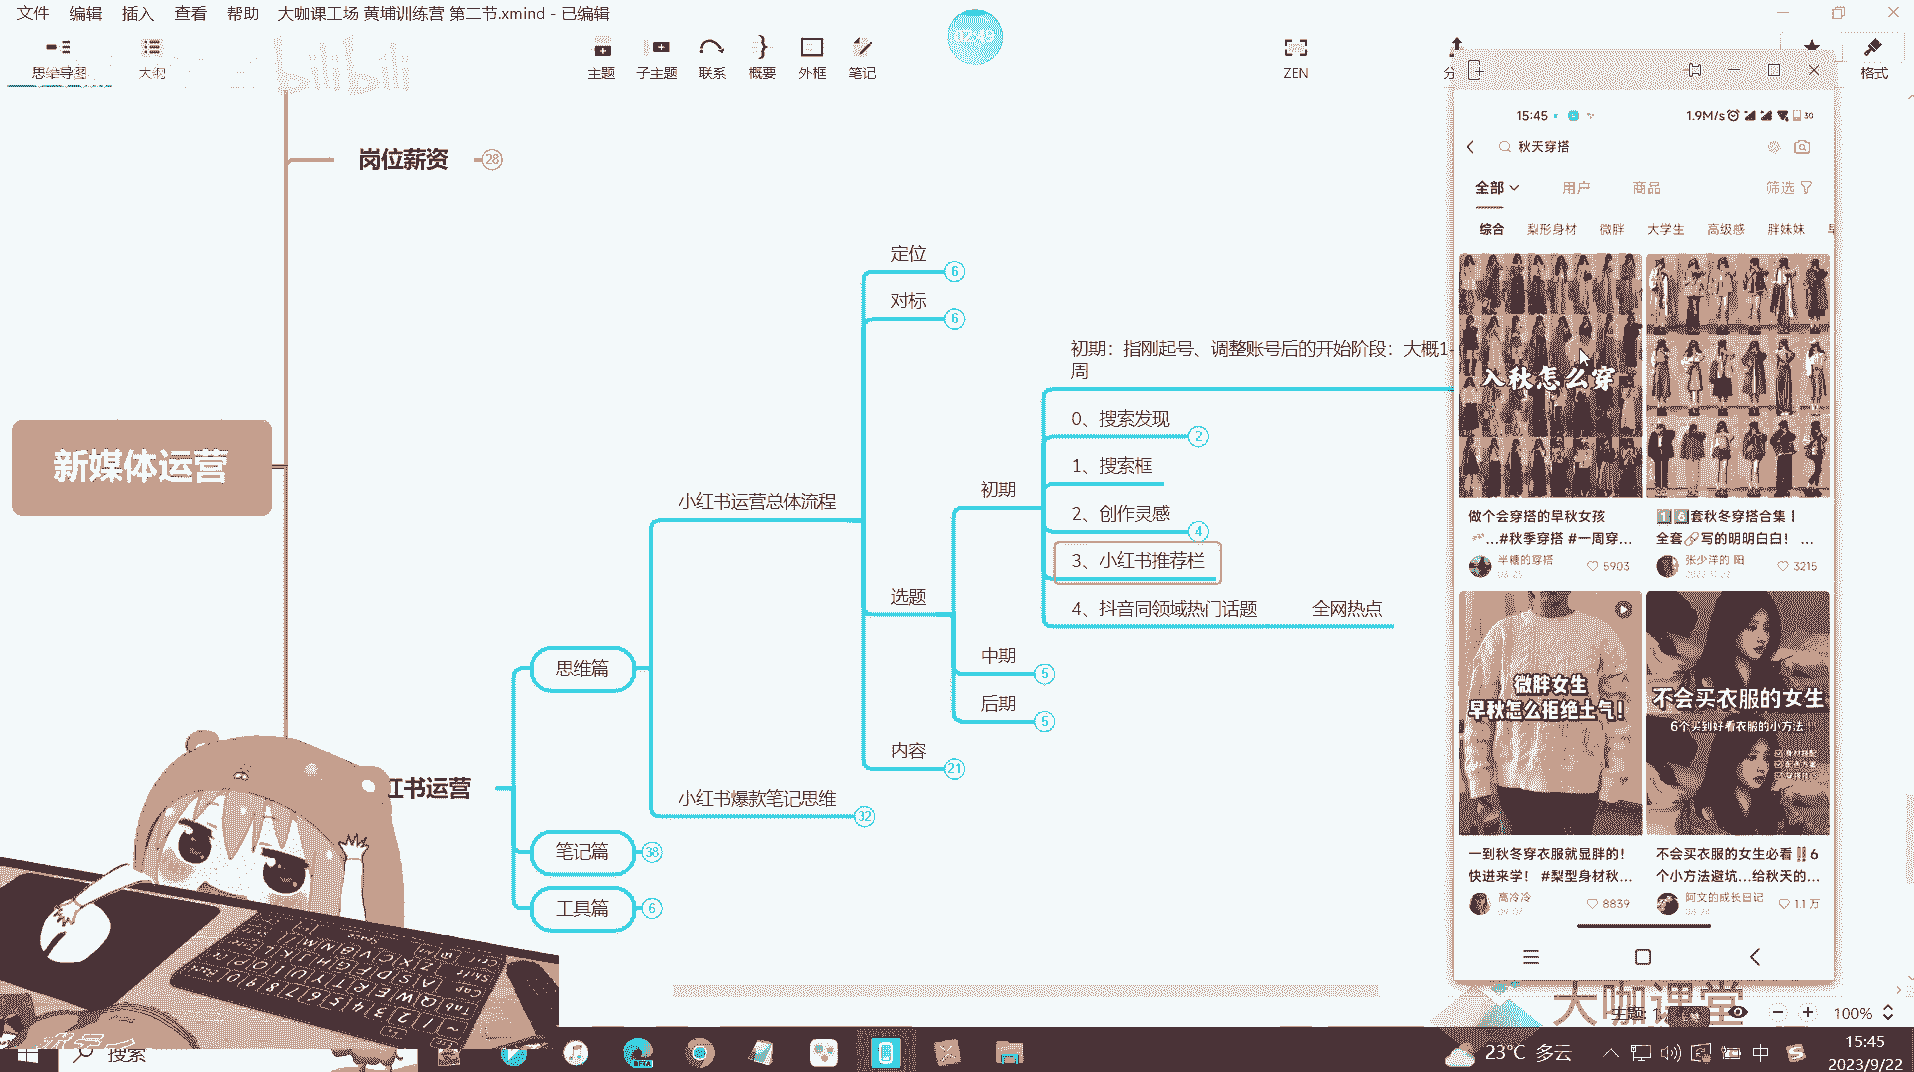 文件 编辑 插入 查看 帮助 大咖课工场 黄埔训练营 第二节.xmind - 已编辑
思维导图 大纲 主题 子主题 联系 概要 外框 笔记 ZEN 格式
bilibili
02:49
岗位薪资 28
新媒体运营
红书运营
思维篇
笔记篇 38
工具篇 6
小红书运营总体流程
小红书爆款笔记思维 32
定位 6
对标 6
选题
内容 21
初期
中期 5
后期 5
初期：指刚起号、调整账号后的开始阶段：大概1-
周
0、搜索发现 2
1、搜索框
2、创作灵感 4
3、小红书推荐栏
4、抖音同领域热门话题 全网热点
15:45 1.9M/s 30
秋天穿搭
全部 用户 商品 筛选
综合 梨形身材 微胖 大学生 高级感 胖妹妹
入秋怎么穿
做个会穿搭的早秋女孩
...#秋季穿搭 #一周穿...
半糖的穿搭 5903
16套秋冬穿搭合集！
全套🔗写的明明白白！ ...
张少洋的 阳 3215
微胖女生
早秋怎么拒绝土气！
一到秋冬穿衣服就显胖的！
快进来学！ #梨型身材秋...
高冷冷 8839
不会买衣服的女生
6个买到好看衣服的小方法
不会买衣服的女生必看‼️6
个小方法避坑...给秋天的...
阿文的成长日记 1.1万
大咖课堂
主题: 1 100%
搜索
BETA
23°C 多云 中 15:45
2023/9/22